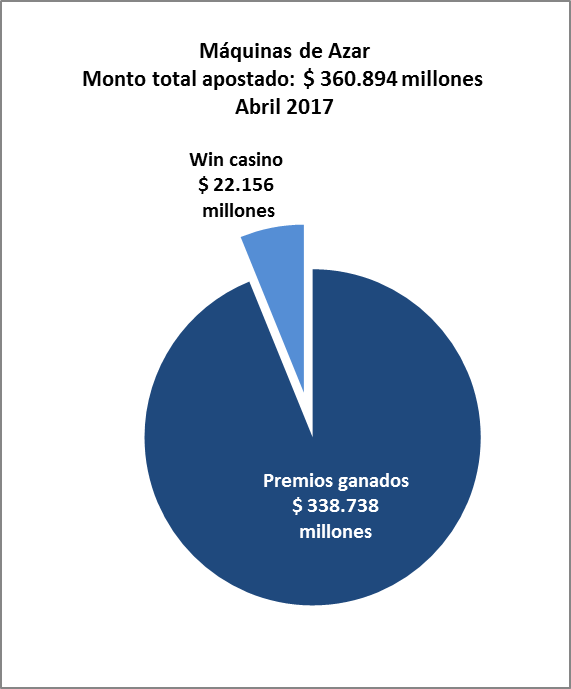 Máquinas de Azar
Monto total apostado: $ 360.894 millones
Abril 2017
Win casino
$ 22.156
millones
Premios ganados
$ 338.738
millones